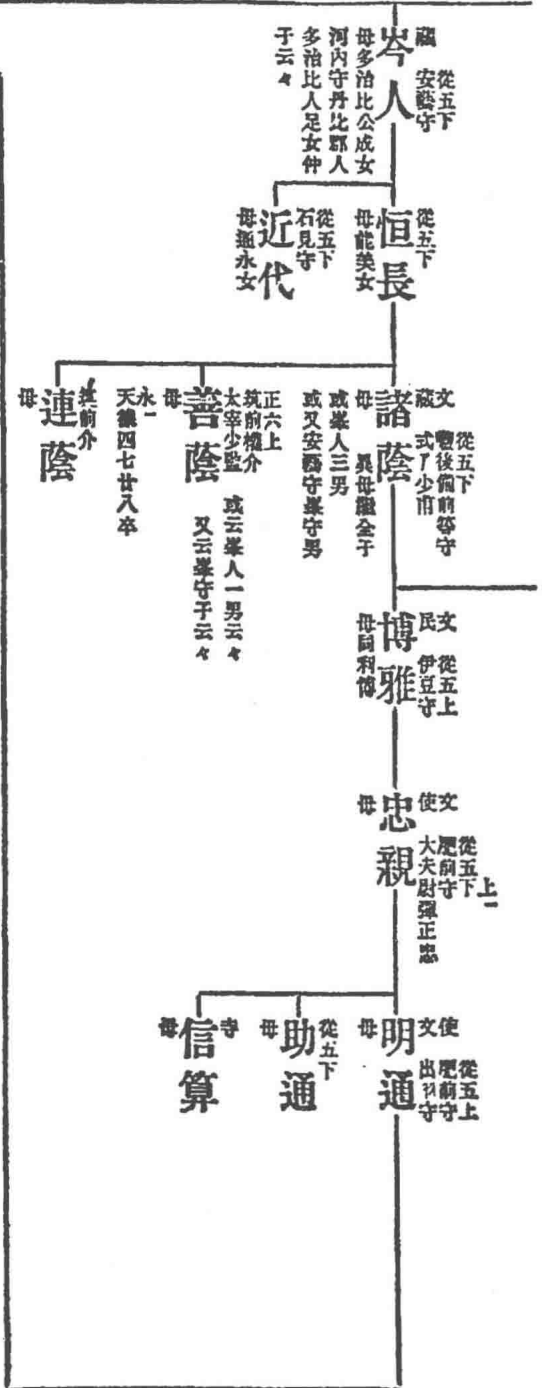 藏
從五下
安藝守
岑人
母多治比公成女
河内守丹比郡人
多治比人足女仲
子云々
從五下
恒長
母能美女
從五下
石見守
近代
母通永女
文
藏
從五下
豐後備前等守
式了少甫
諸蔭
母
異母繼全子
或峯人三男
或又安藝守峯守男
正六上
筑前權介
太宰少監
善蔭
母
或云峯人一男云々
又云峯守子云々
永一
天德四七廿八卒
筑前介
連蔭
母
文
民
從五上
伊豆守
博雅
母同利博
文
使
上一
從五下
肥前守
大夫尉彈正忠
忠親
母
使
文
從五上
肥前守
出羽守
明通
母
從五下
助通
母
寺
信算
母